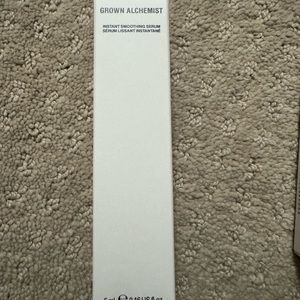 GROWN ALCHEMIST
INSTANT SMOOTHING SERUM
SÉRUM LISSANT INSTANTANÉ